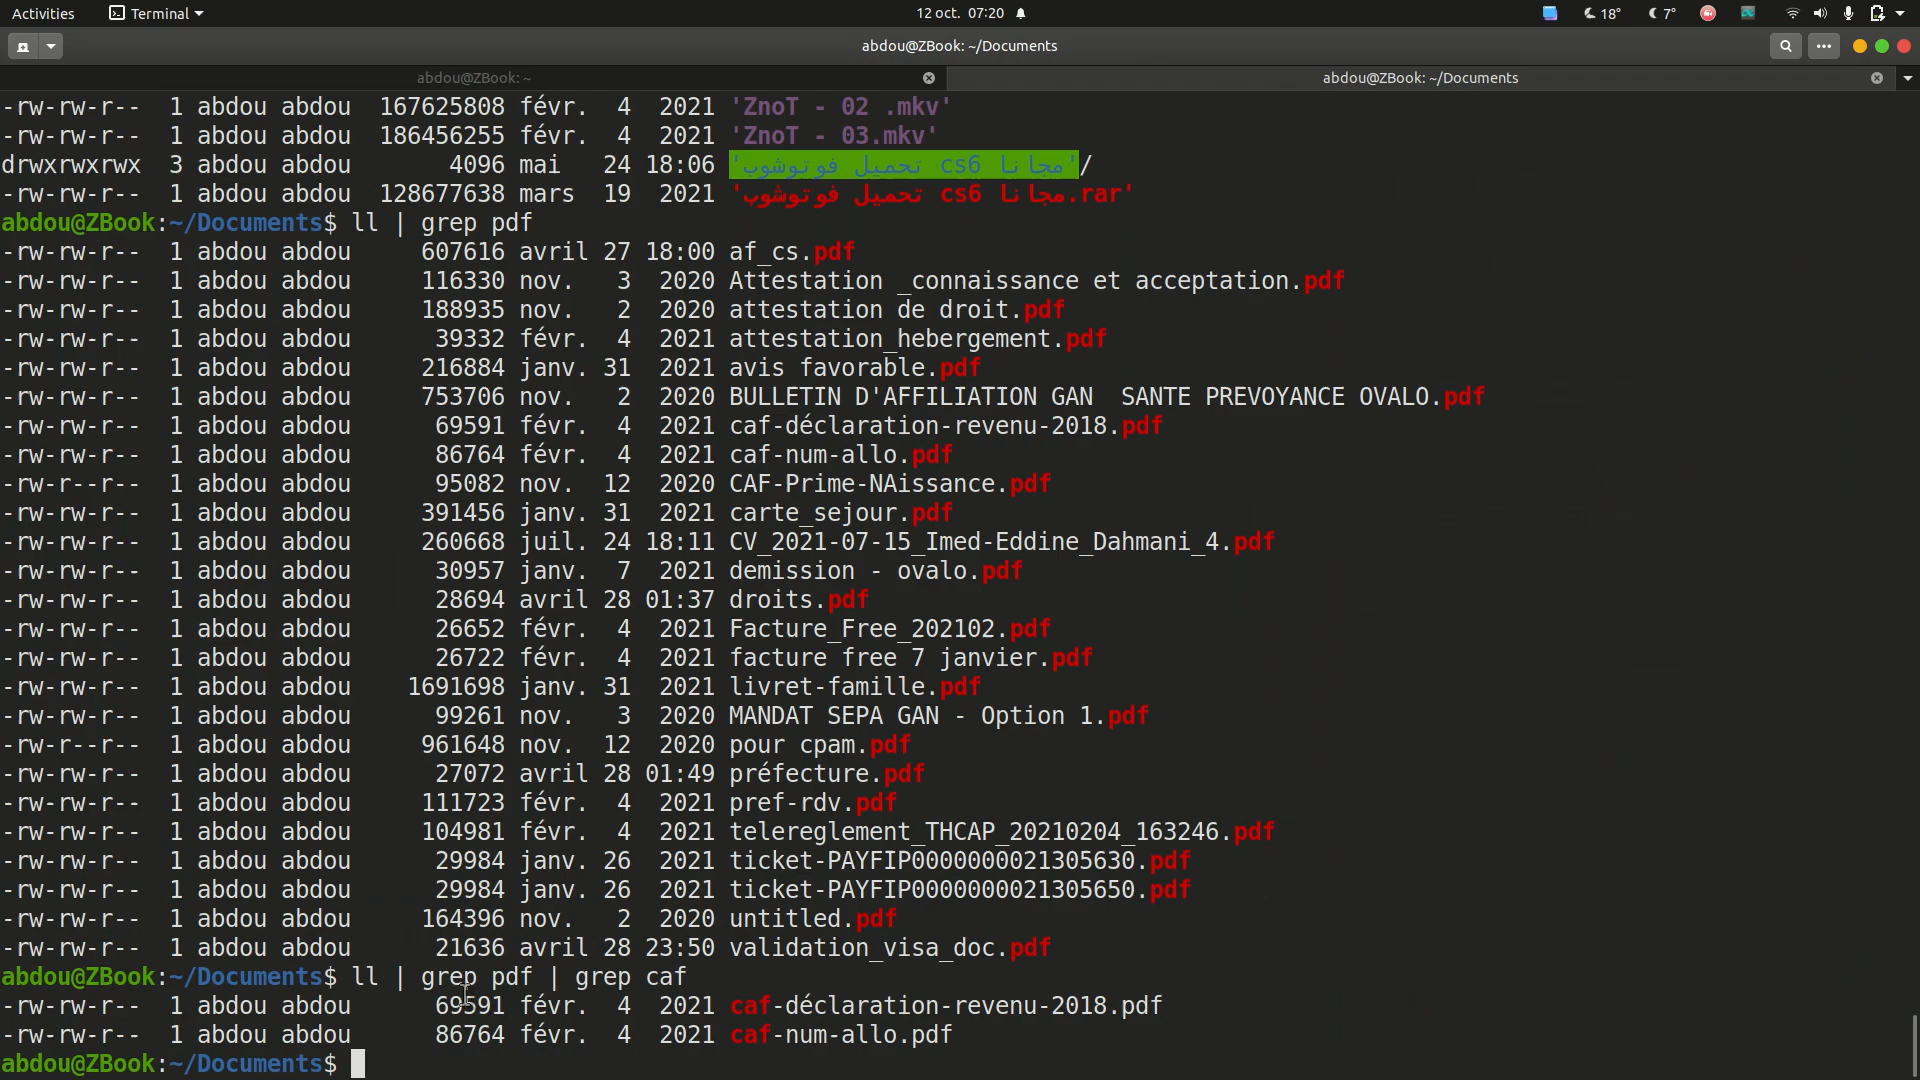 Activities Terminal 12 oct. 07:20 18° 7°
abdou@ZBook: ~/Documents
abdou@ZBook: ~ abdou@ZBook: ~/Documents
-rw-rw-r-- 1 abdou abdou 167625808 févr. 4 2021 'ZnoT - 02 .mkv'
-rw-rw-r-- 1 abdou abdou 186456255 févr. 4 2021 'ZnoT - 03.mkv'
drwxrwxrwx 3 abdou abdou 4096 mai 24 18:06 'تحميل فوتوشوب cs6 مجانا'/
-rw-rw-r-- 1 abdou abdou 128677638 mars 19 2021 'تحميل فوتوشوب cs6 مجانا.rar'
abdou@ZBook:~/Documents$ ll | grep pdf
-rw-rw-r-- 1 abdou abdou 607616 avril 27 18:00 af_cs.pdf
-rw-rw-r-- 1 abdou abdou 116330 nov. 3 2020 Attestation _connaissance et acceptation.pdf
-rw-rw-r-- 1 abdou abdou 188935 nov. 2 2020 attestation de droit.pdf
-rw-rw-r-- 1 abdou abdou 39332 févr. 4 2021 attestation_hebergement.pdf
-rw-rw-r-- 1 abdou abdou 216884 janv. 31 2021 avis favorable.pdf
-rw-rw-r-- 1 abdou abdou 753706 nov. 2 2020 BULLETIN D'AFFILIATION GAN  SANTE PREVOYANCE OVALO.pdf
-rw-rw-r-- 1 abdou abdou 69591 févr. 4 2021 caf-déclaration-revenu-2018.pdf
-rw-rw-r-- 1 abdou abdou 86764 févr. 4 2021 caf-num-allo.pdf
-rw-r--r-- 1 abdou abdou 95082 nov. 12 2020 CAF-Prime-NAissance.pdf
-rw-rw-r-- 1 abdou abdou 391456 janv. 31 2021 carte_sejour.pdf
-rw-rw-r-- 1 abdou abdou 260668 juil. 24 18:11 CV_2021-07-15_Imed-Eddine_Dahmani_4.pdf
-rw-rw-r-- 1 abdou abdou 30957 janv. 7 2021 demission - ovalo.pdf
-rw-rw-r-- 1 abdou abdou 28694 avril 28 01:37 droits.pdf
-rw-rw-r-- 1 abdou abdou 26652 févr. 4 2021 Facture_Free_202102.pdf
-rw-rw-r-- 1 abdou abdou 26722 févr. 4 2021 facture free 7 janvier.pdf
-rw-rw-r-- 1 abdou abdou 1691698 janv. 31 2021 livret-famille.pdf
-rw-rw-r-- 1 abdou abdou 99261 nov. 3 2020 MANDAT SEPA GAN - Option 1.pdf
-rw-r--r-- 1 abdou abdou 961648 nov. 12 2020 pour cpam.pdf
-rw-rw-r-- 1 abdou abdou 27072 avril 28 01:49 préfecture.pdf
-rw-rw-r-- 1 abdou abdou 111723 févr. 4 2021 pref-rdv.pdf
-rw-rw-r-- 1 abdou abdou 104981 févr. 4 2021 telereglement_THCAP_20210204_163246.pdf
-rw-rw-r-- 1 abdou abdou 29984 janv. 26 2021 ticket-PAYFIP0000000021305630.pdf
-rw-rw-r-- 1 abdou abdou 29984 janv. 26 2021 ticket-PAYFIP0000000021305650.pdf
-rw-rw-r-- 1 abdou abdou 164396 nov. 2 2020 untitled.pdf
-rw-rw-r-- 1 abdou abdou 21636 avril 28 23:50 validation_visa_doc.pdf
abdou@ZBook:~/Documents$ ll | grep pdf | grep caf
-rw-rw-r-- 1 abdou abdou 69591 févr. 4 2021 caf-déclaration-revenu-2018.pdf
-rw-rw-r-- 1 abdou abdou 86764 févr. 4 2021 caf-num-allo.pdf
abdou@ZBook:~/Documents$